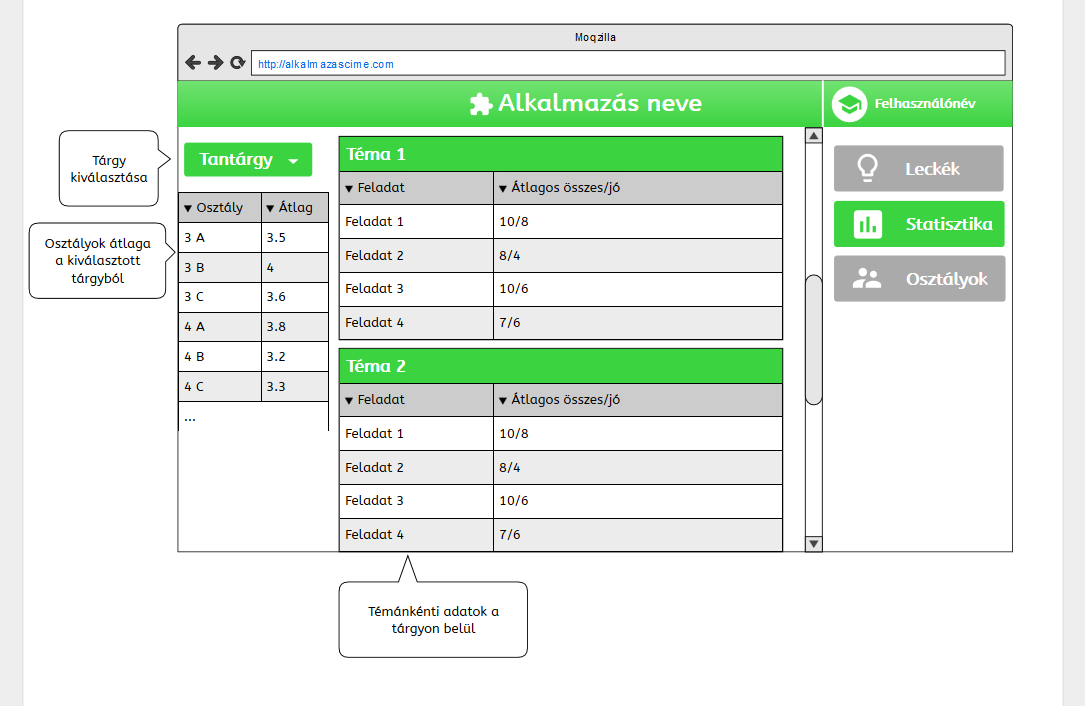 Moqzilla
http://alkalmazascime.com
Alkalmazás neve
Felhasználónév
Tárgy
kiválasztása
Tantárgy
Osztályok átlaga
a kiválasztott
tárgyból
▼ Osztály ▼ Átlag
3 A 3.5
3 B 4
3 C 3.6
4 A 3.8
4 B 3.2
4 C 3.3
...
Téma 1
▼ Feladat ▼ Átlagos összes/jó
Feladat 1 10/8
Feladat 2 8/4
Feladat 3 10/6
Feladat 4 7/6
Téma 2
▼ Feladat ▼ Átlagos összes/jó
Feladat 1 10/8
Feladat 2 8/4
Feladat 3 10/6
Feladat 4 7/6
Leckék
Statisztika
Osztályok
Témánkénti adatok a
tárgyon belül